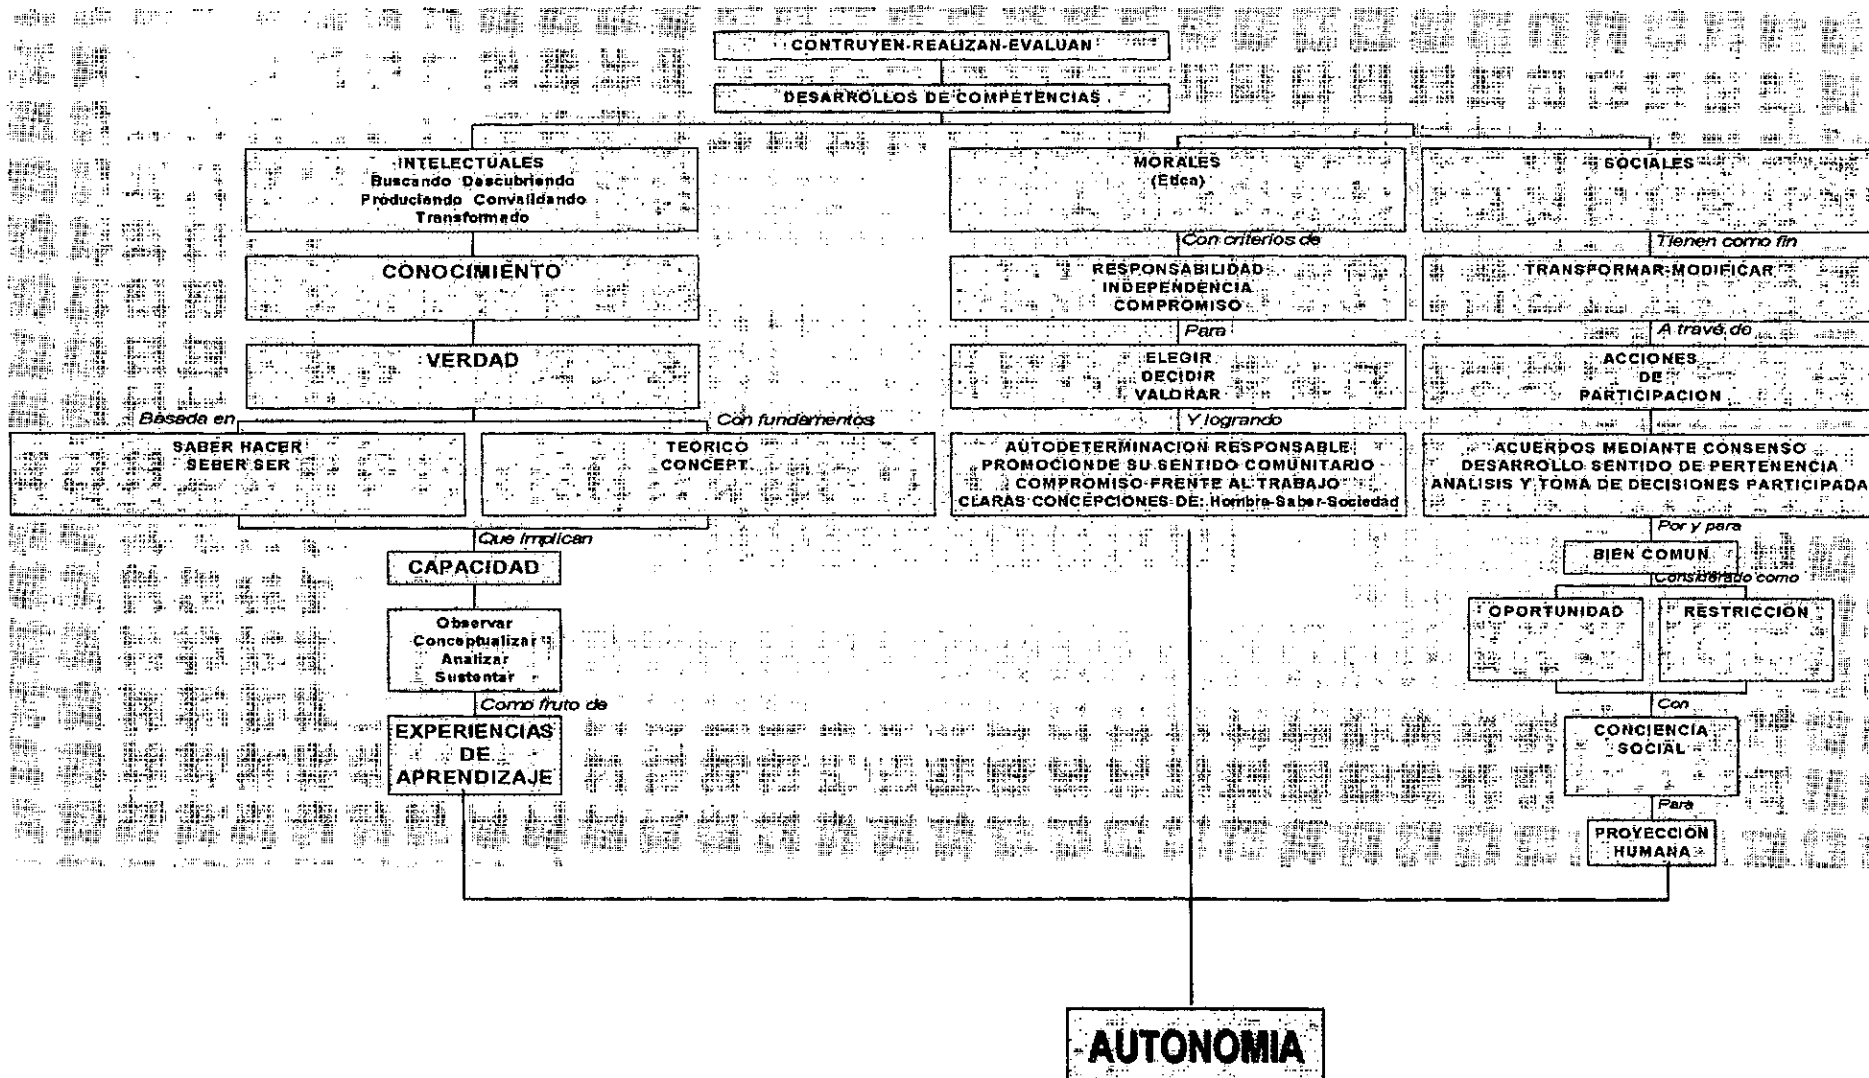 CONTRUYEN-REALIZAN-EVALUAN
DESARROLLOS DE COMPETENCIAS
INTELECTUALES
Buscando Descubriendo
Produciendo Convalidando
Transformado
CONOCIMIENTO
VERDAD
Basada en
Con fundamentos
SABER HACER
SEBER SER
TEORICO
CONCEPT.
Que implican
CAPACIDAD
Observar
Conceptualizar
Analizar
Sustentar
Como fruto de
EXPERIENCIAS
DE
APRENDIZAJE
MORALES
(Etica)
Con criterios de
RESPONSABILIDAD
INDEPENDENCIA
COMPROMISO
Para
ELEGIR
DECIDIR
VALORAR
Y logrando
AUTODETERMINACION RESPONSABLE
PROMOCIONDE SU SENTIDO COMUNITARIO
COMPROMISO FRENTE AL TRABAJO
CLARAS CONCEPCIONES DE: Hombre-Saber-Sociedad
SOCIALES
Tienen como fin
TRANSFORMAR-MODIFICAR
A través de
ACCIONES
DE
PARTICIPACION
ACUERDOS MEDIANTE CONSENSO
DESARROLLO SENTIDO DE PERTENENCIA
ANALISIS Y TOMA DE DECISIONES PARTICIPADA
Por y para
BIEN COMUN
Considerado como
OPORTUNIDAD
RESTRICCION
Con
CONCIENCIA
SOCIAL
Para
PROYECCION
HUMANA
AUTONOMIA